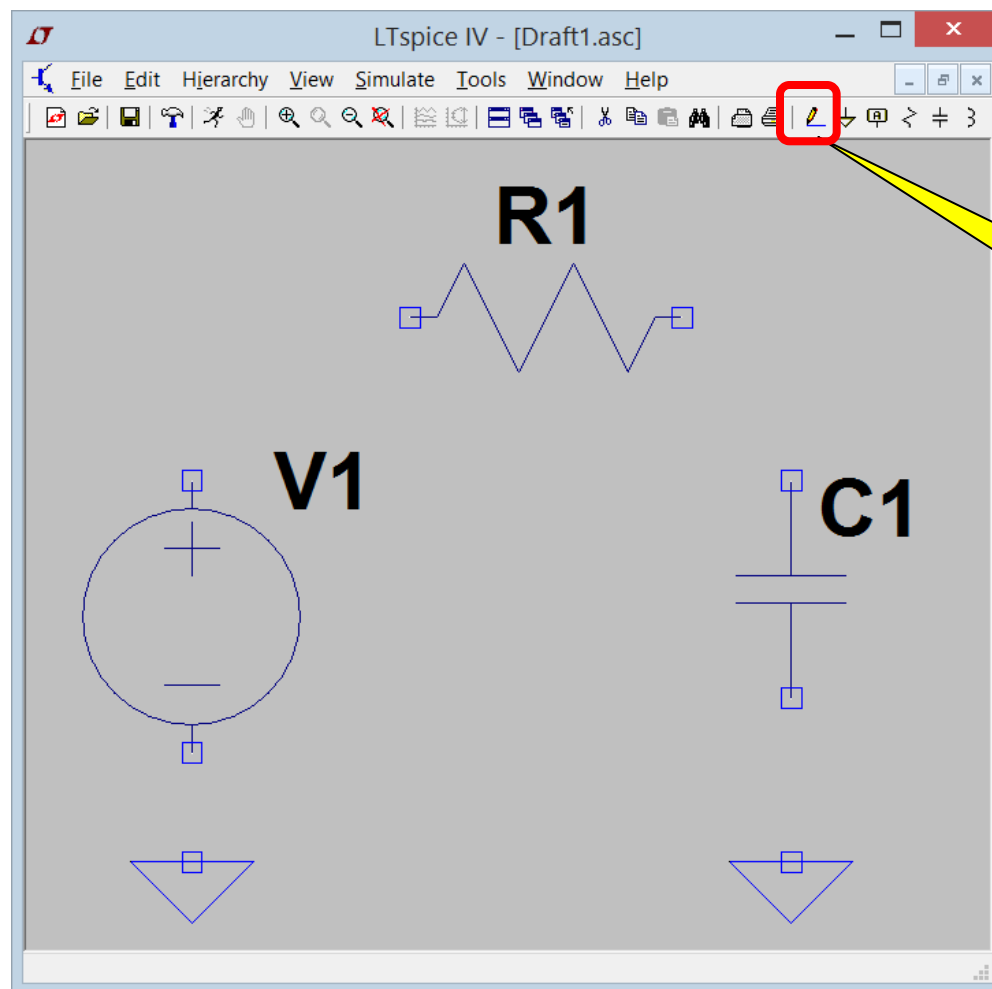 LTspice IV - [Draft1.asc]
File Edit Hierarchy View Simulate Tools Window Help
R1
V1
C1